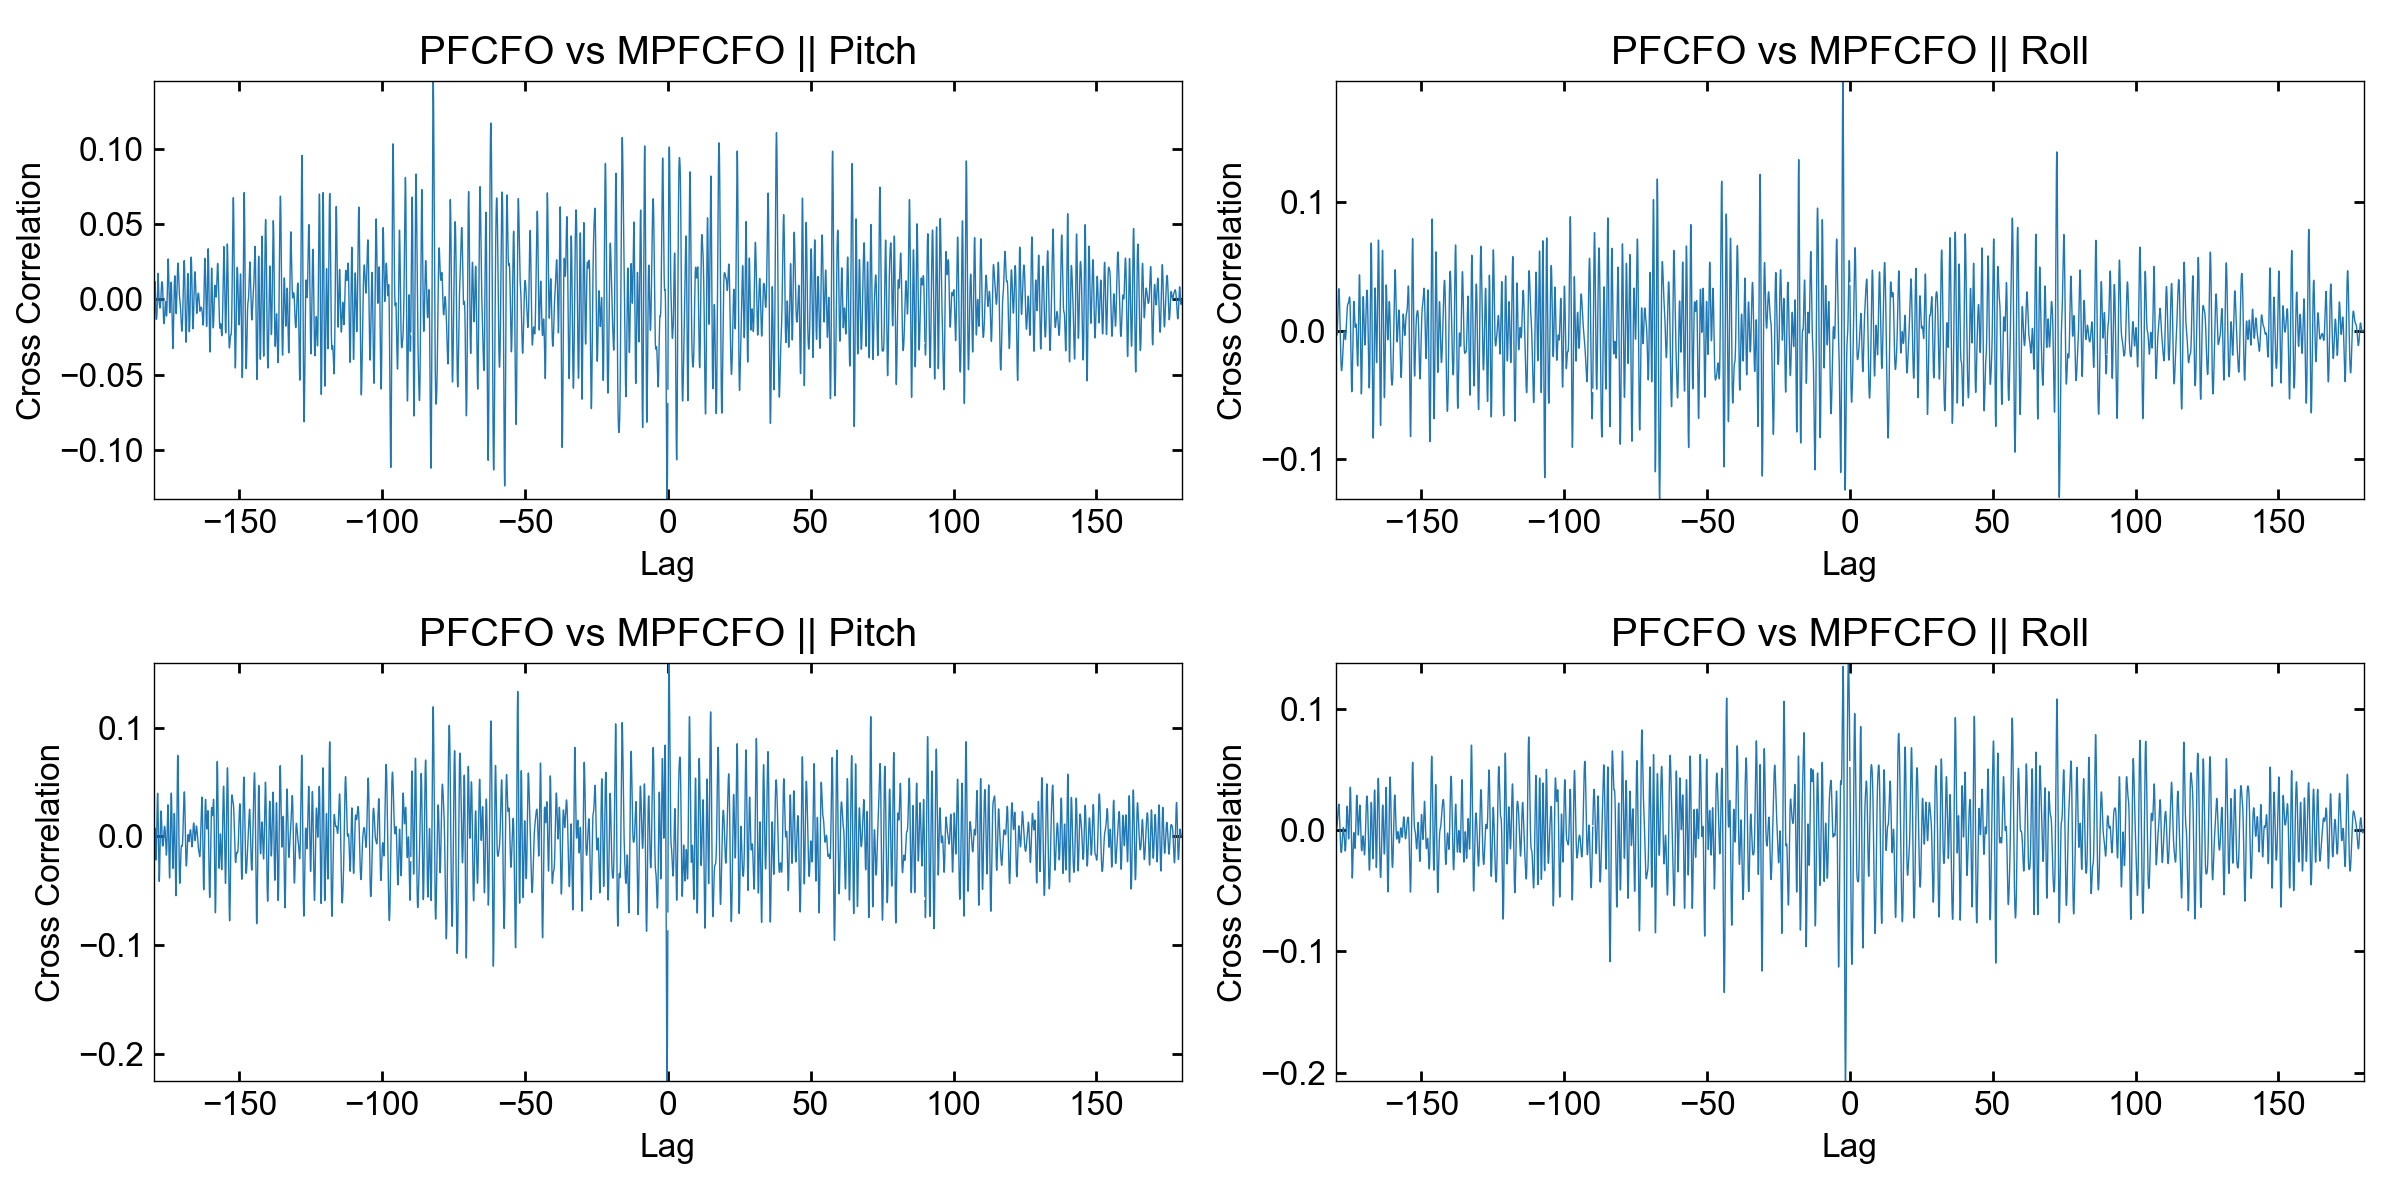 PFCFO vs MPFCFO || Pitch
0.10
0.05
0.00
−0.05
−0.10
Cross Correlation
−150 −100 −50 0 50 100 150
Lag
PFCFO vs MPFCFO || Roll
0.1
0.0
−0.1
Cross Correlation
−150 −100 −50 0 50 100 150
Lag
PFCFO vs MPFCFO || Pitch
0.1
0.0
−0.1
−0.2
Cross Correlation
−150 −100 −50 0 50 100 150
Lag
PFCFO vs MPFCFO || Roll
0.1
0.0
−0.1
−0.2
Cross Correlation
−150 −100 −50 0 50 100 150
Lag